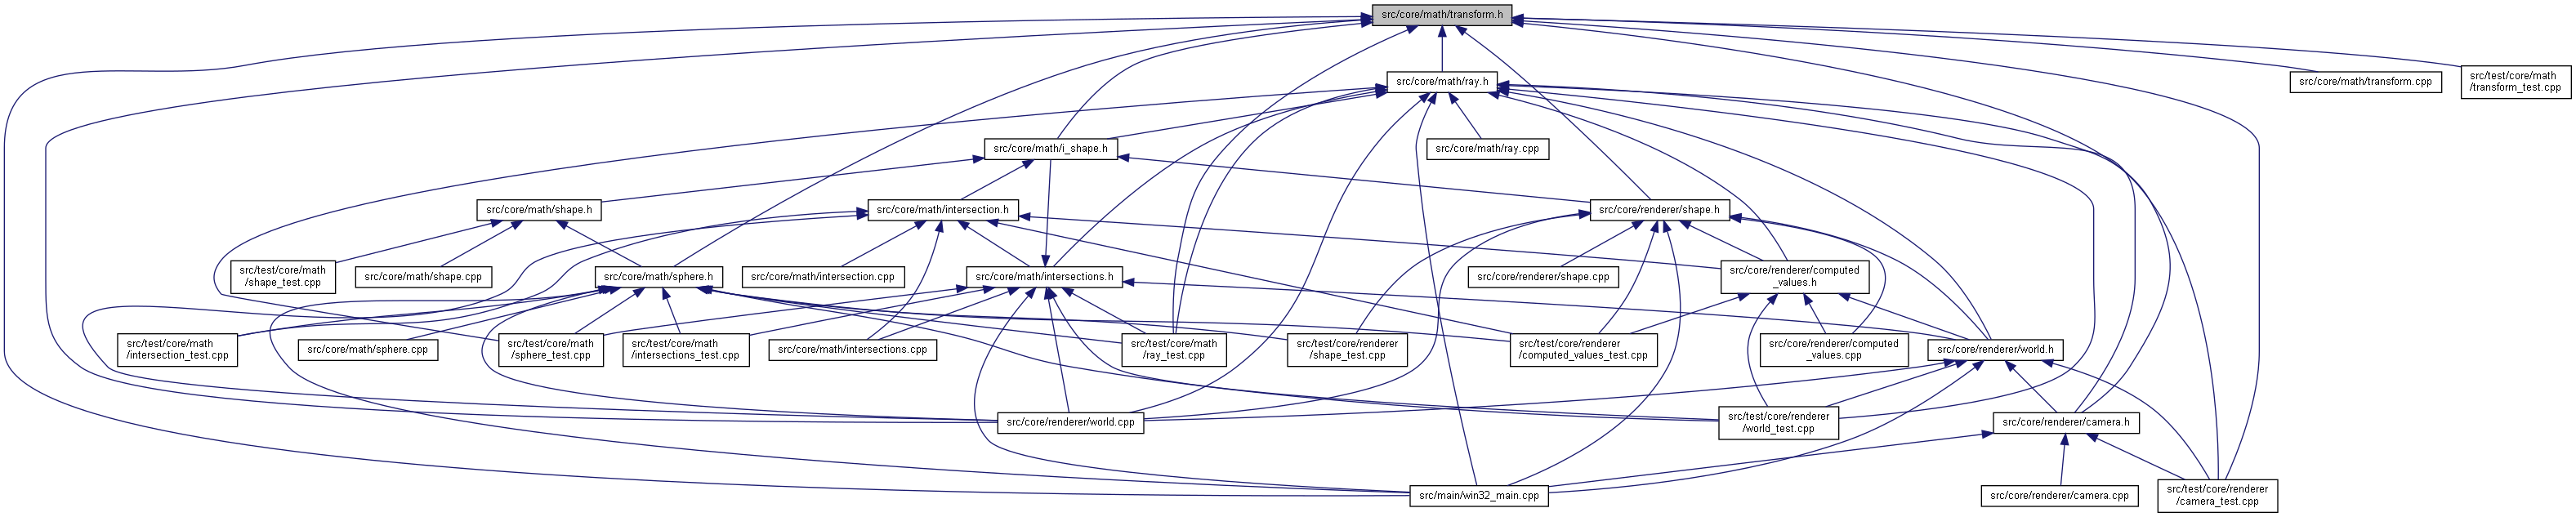 src/core/math/transform.h
src/core/math/ray.h
src/core/math/transform.cpp
src/test/core/math
/transform_test.cpp
src/core/math/i_shape.h
src/core/math/ray.cpp
src/core/math/shape.h
src/core/math/intersection.h
src/core/renderer/shape.h
src/test/core/math
/shape_test.cpp
src/core/math/shape.cpp
src/core/math/sphere.h
src/core/math/intersection.cpp
src/core/math/intersections.h
src/core/renderer/shape.cpp
src/core/renderer/computed
_values.h
src/test/core/math
/intersection_test.cpp
src/core/math/sphere.cpp
src/test/core/math
/sphere_test.cpp
src/test/core/math
/intersections_test.cpp
src/core/math/intersections.cpp
src/test/core/math
/ray_test.cpp
src/test/core/renderer
/shape_test.cpp
src/test/core/renderer
/computed_values_test.cpp
src/core/renderer/computed
_values.cpp
src/core/renderer/world.h
src/core/renderer/world.cpp
src/test/core/renderer
/world_test.cpp
src/core/renderer/camera.h
src/main/win32_main.cpp
src/core/renderer/camera.cpp
src/test/core/renderer
/camera_test.cpp